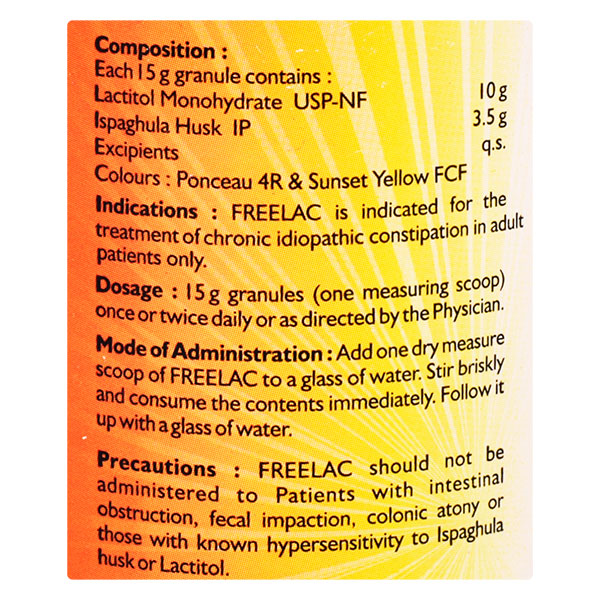 Composition :
Each 15 g granule contains :
Lactitol Monohydrate USP-NF 10 g
Ispaghula Husk IP 3.5 g
Excipients q.s.
Colours : Ponceau 4R & Sunset Yellow FCF
Indications : FREELAC is indicated for the
treatment of chronic idiopathic constipation in adult
patients only.
Dosage : 15 g granules (one measuring scoop)
once or twice daily or as directed by the Physician.
Mode of Administration : Add one dry measure
scoop of FREELAC to a glass of water. Stir briskly
and consume the contents immediately. Follow it
up with a glass of water.
Precautions : FREELAC should not be
administered to Patients with intestinal
obstruction, fecal impaction, colonic atony or
those with known hypersensitivity to Ispaghula
husk or Lactitol.